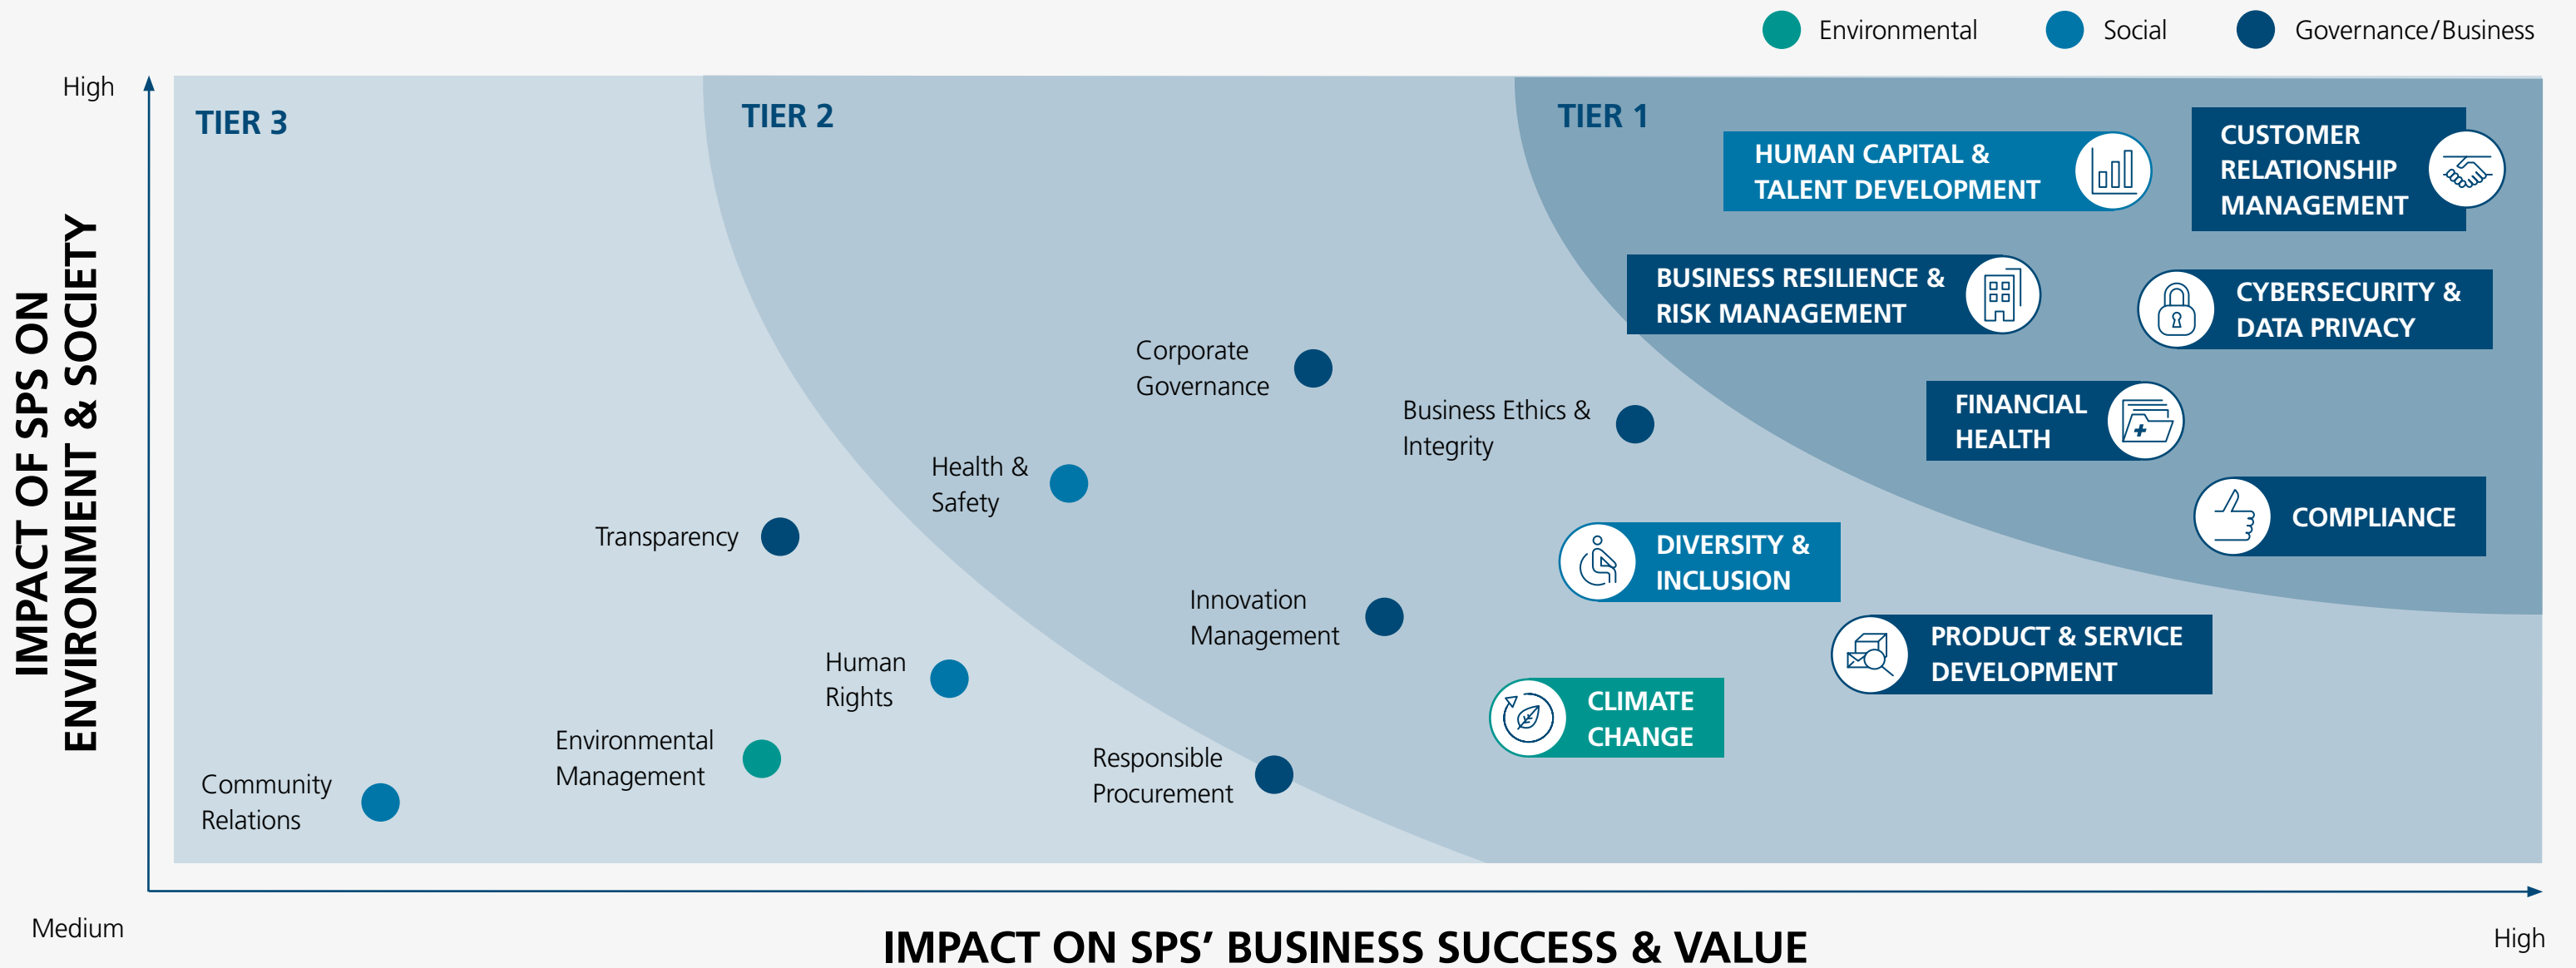 Environmental
Social
Governance/Business
High
TIER 3
TIER 2
TIER 1
HUMAN CAPITAL &
TALENT DEVELOPMENT
CUSTOMER
RELATIONSHIP
MANAGEMENT
BUSINESS RESILIENCE &
RISK MANAGEMENT
CYBERSECURITY &
DATA PRIVACY
Corporate
Governance
Business Ethics &
Integrity
FINANCIAL
HEALTH
Health &
Safety
COMPLIANCE
Transparency
DIVERSITY &
INCLUSION
Innovation
Management
PRODUCT & SERVICE
DEVELOPMENT
Human
Rights
CLIMATE
CHANGE
Environmental
Management
Responsible
Procurement
Community
Relations
IMPACT OF SPS ON
ENVIRONMENT & SOCIETY
Medium
IMPACT ON SPS’ BUSINESS SUCCESS & VALUE
High